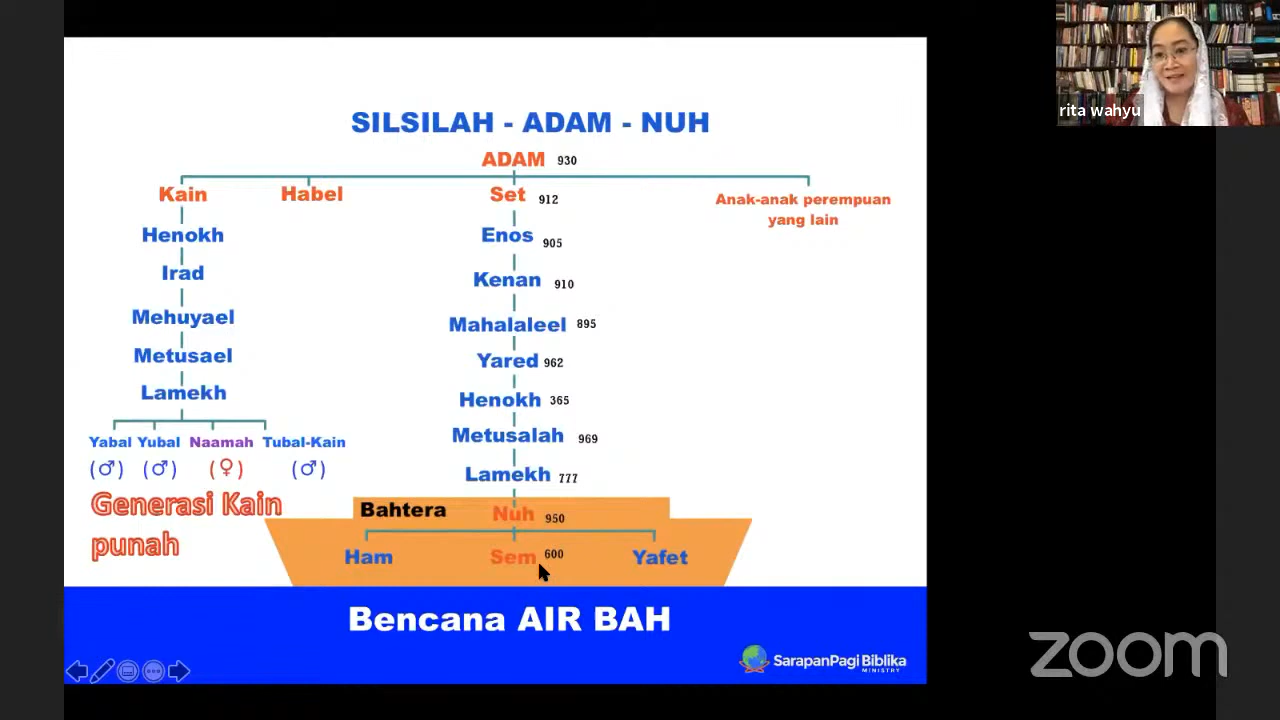 rita wahyu
SILSILAH - ADAM - NUH
ADAM 930
Kain Habel Set 912 Anak-anak perempuan
yang lain
Henokh Enos 905
Irad Kenan 910
Mehuyael Mahalaleel 895
Metusael Yared 962
Lamekh Henokh 365
Yabal Yubal Naamah Tubal-Kain Metusalah 969
(♂) (♂) (♀) (♂) Lamekh 777
Generasi Kain
punah
Bahtera Nuh 950
Ham Sem 600 Yafet
Bencana AIR BAH
SarapanPagi Biblika
MINISTRY
zoom